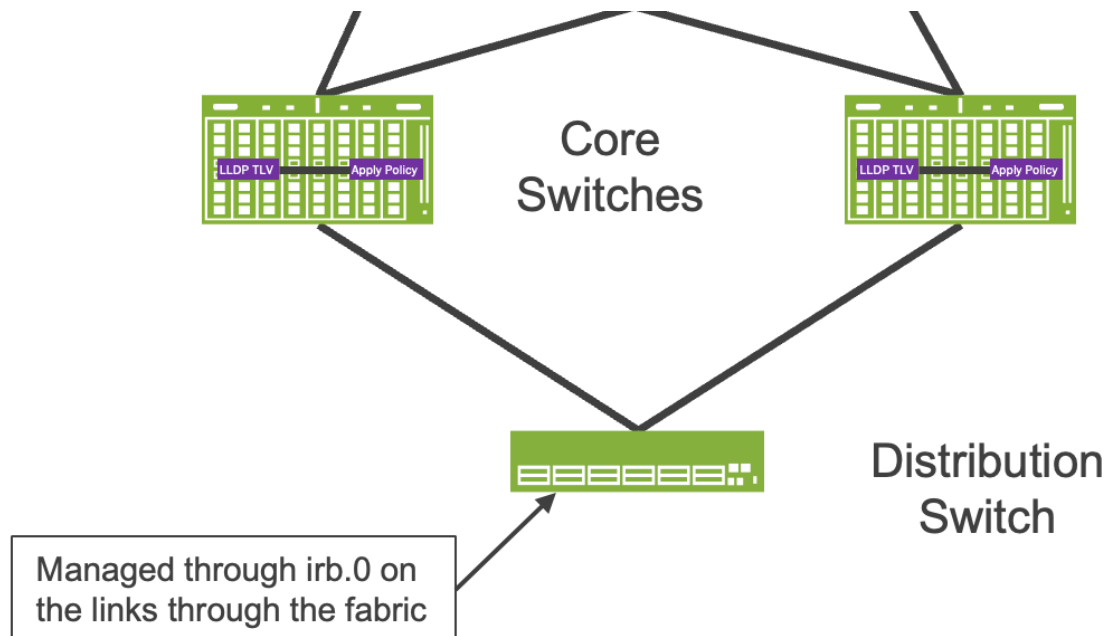 LLDP TLV
Apply Policy
Core
Switches
LLDP TLV
Apply Policy
Distribution
Switch
Managed through irb.0 on
the links through the fabric